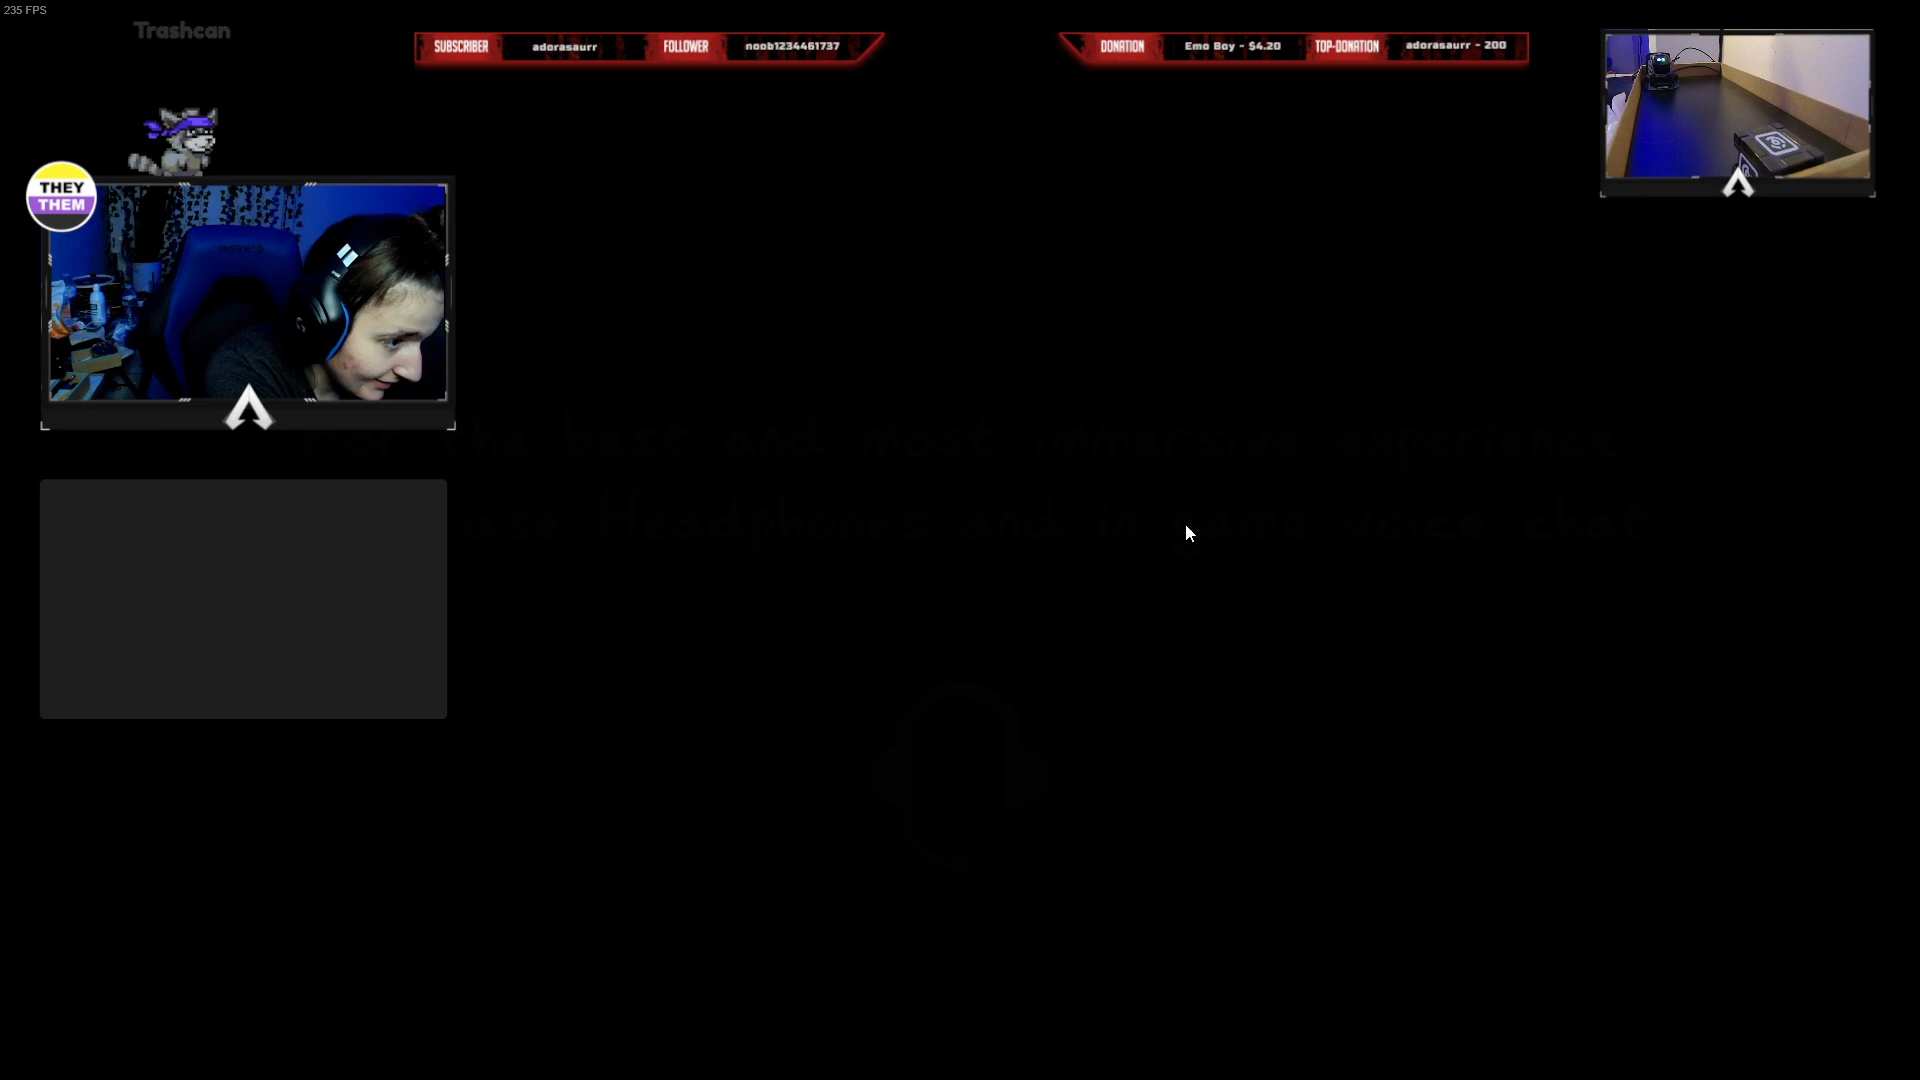 235 FPS
Trashcan
SUBSCRIBER adorasaurr FOLLOWER noob1234461737
DONATION Emo Boy - $4.20 TOP-DONATION adorasaurr - 200
THEY
THEM
For the best and most immersive experience
use Headphones and in game voice chat.